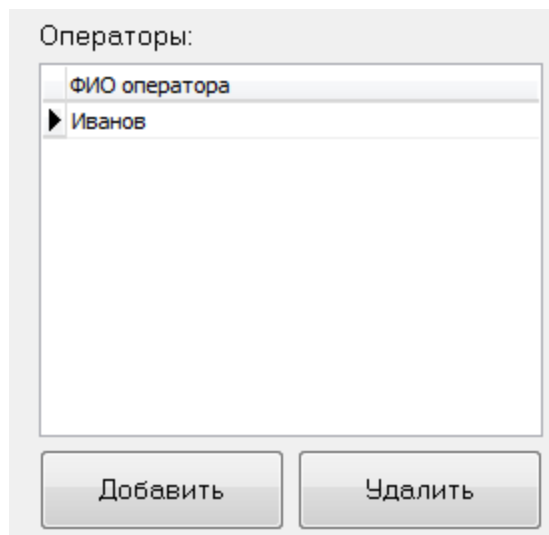 Операторы:
ФИО оператора
Иванов
Добавить Удалить